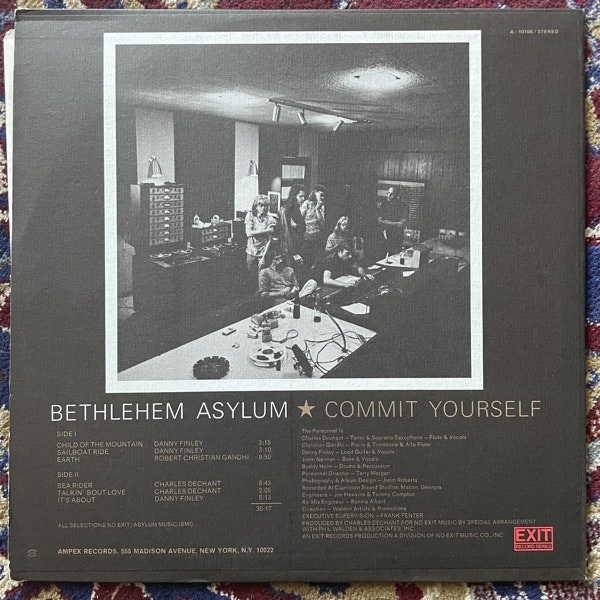 A - 10106 / STEREO
BETHLEHEM ASYLUM ★ COMMIT YOURSELF
SIDE I
CHILD OF THE MOUNTAIN DANNY FINLEY 3:15
SAILBOAT RIDE DANNY FINLEY 3:10
EARTH ROBERT CHRISTIAN GANDHI 9:50
SIDE II
SEA RIDER CHARLES DECHANT 6:43
TALKIN' 'BOUT LOVE CHARLES DECHANT 2:05
IT'S ABOUT DANNY FINLEY 5:13
30:17
ALL SELECTIONS NO EXIT/ASYLUM MUSIC (BMI)
AMPEX RECORDS, 555 MADISON AVENUE, NEW YORK, N.Y. 10022
The Personnel is
Charles Dechant – Tenor & Soprano Saxophone – Flute & Vocals
Christian Gandhi – Piano & Trombone & Alto Flute
Danny Finley – Lead Guitar & Vocals
John Neiman – Bass & Vocals
Buddy Helm – Drums & Percussion
Personnel Director – Terry Morgan
Photography & Album Design – John Roberts
Recorded At Capricorn Sound Studios, Macon, Georgia
Engineers – Jim Hawkins & Tommy Compton
Re-Mix Engineer – Ronnie Albert
Direction – Walden Artists & Promotions
EXECUTIVE SUPERVISION – FRANK FENTER
PRODUCED BY CHARLES DECHANT FOR NO EXIT MUSIC BY SPECIAL ARRANGEMENT
WITH PHIL WALDEN & ASSOCIATES, INC.
AN EXIT RECORDS PRODUCTION A DIVISION OF NO EXIT MUSIC CO., INC
EXIT
RECORD SERIES